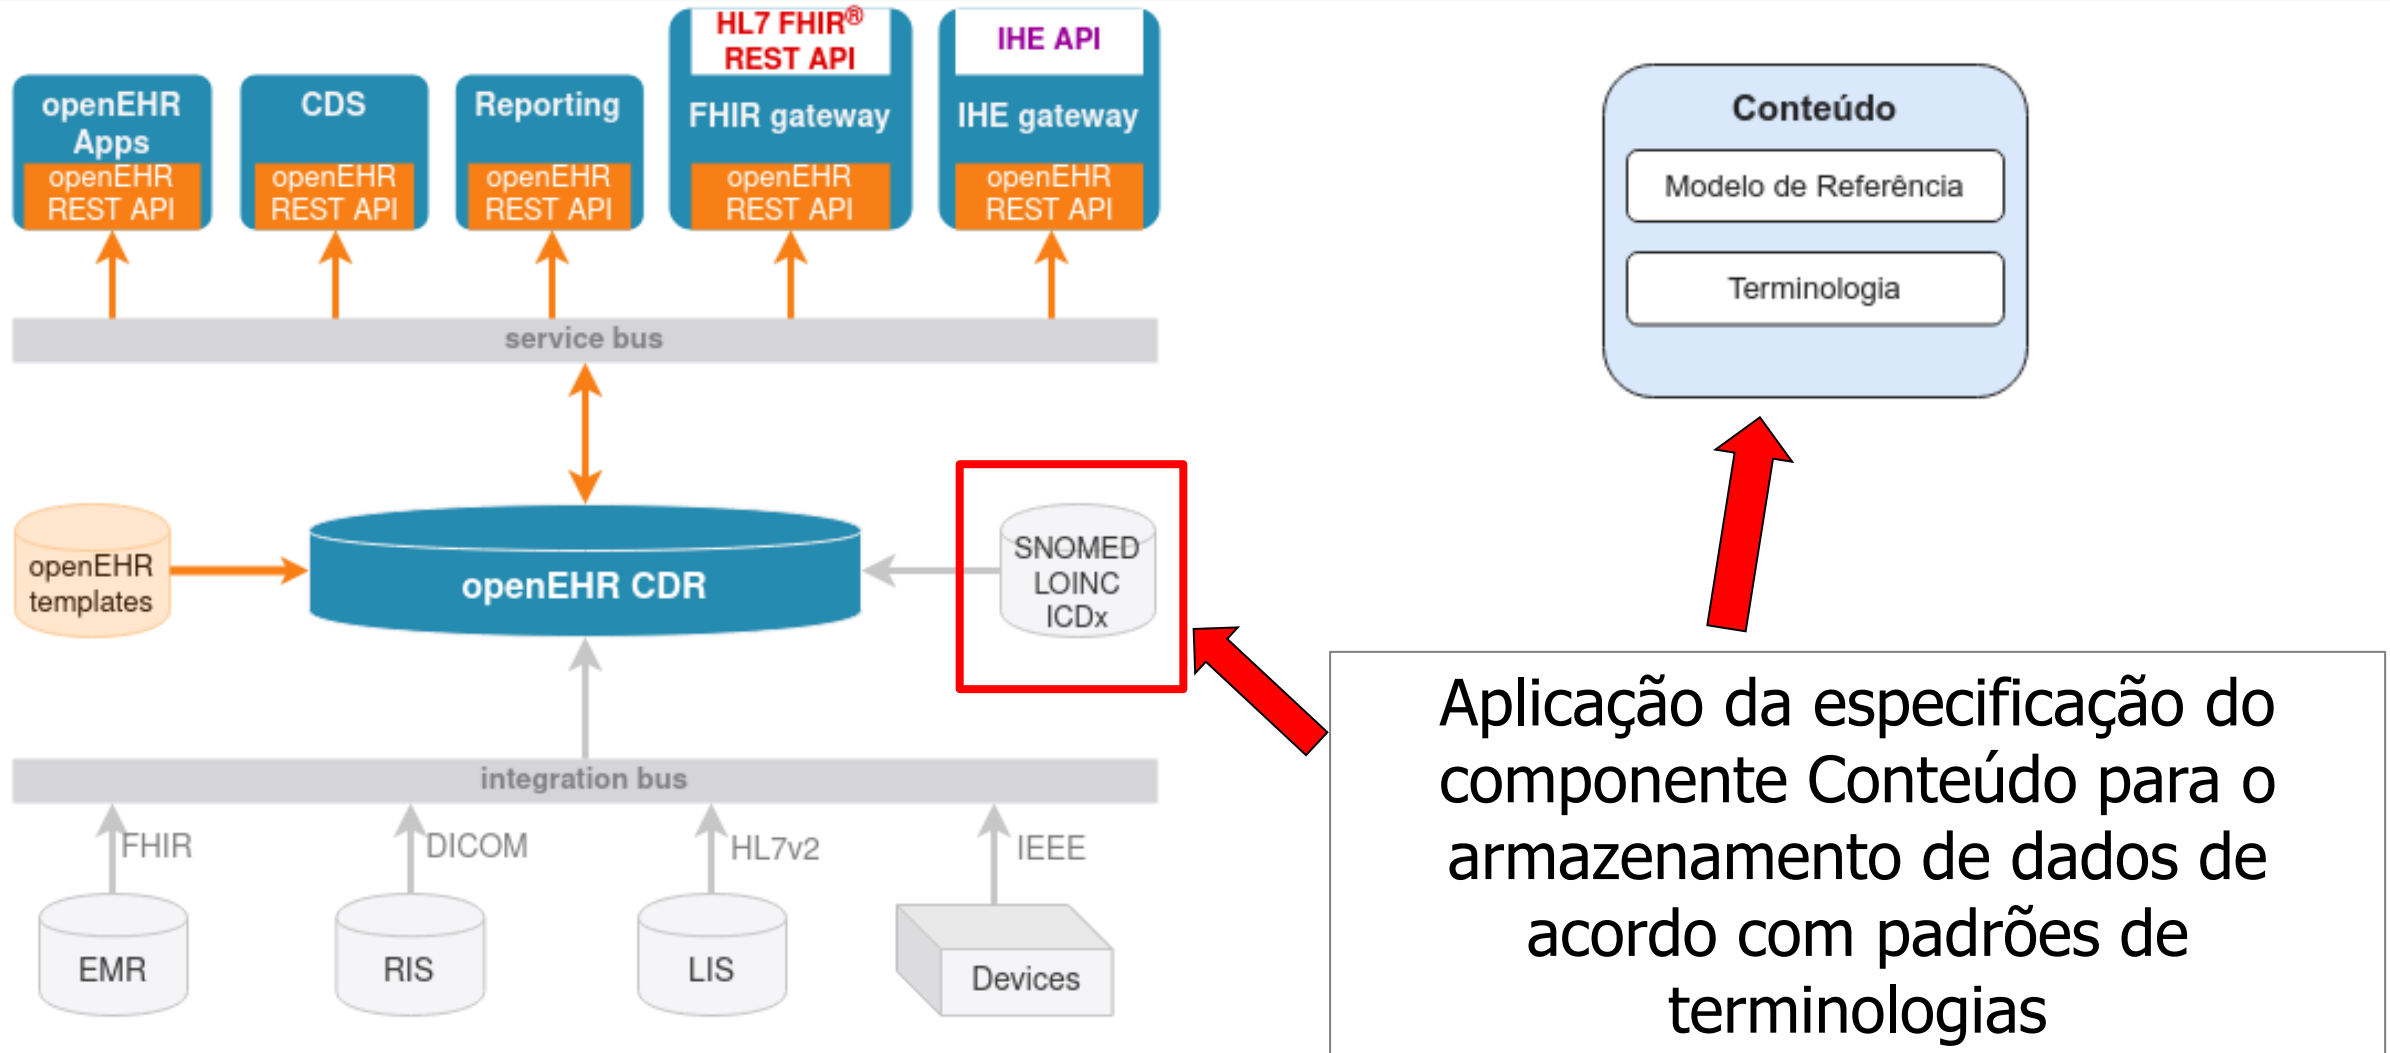 HL7 FHIR®
REST API
IHE API
openEHR
Apps
CDS
Reporting
FHIR gateway
IHE gateway
openEHR
REST API
openEHR
REST API
openEHR
REST API
openEHR
REST API
openEHR
REST API
service bus
openEHR
templates
openEHR CDR
SNOMED
LOINC
ICDx
integration bus
FHIR
DICOM
HL7v2
IEEE
EMR
RIS
LIS
Devices
Conteúdo
Modelo de Referência
Terminologia
Aplicação da especificação do
componente Conteúdo para o
armazenamento de dados de
acordo com padrões de
terminologias